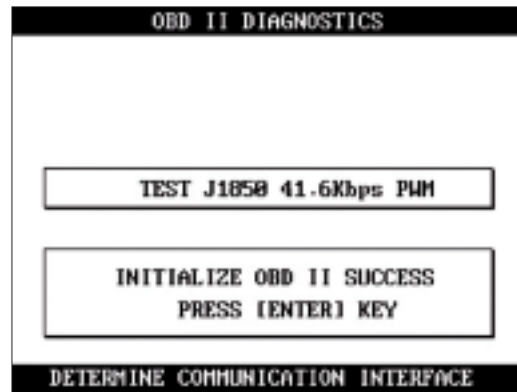 OBD II DIAGNOSTICS
TEST J1850 41.6Kbps PWM
INITIALIZE OBD II SUCCESS
PRESS [ENTER] KEY
DETERMINE COMMUNICATION INTERFACE